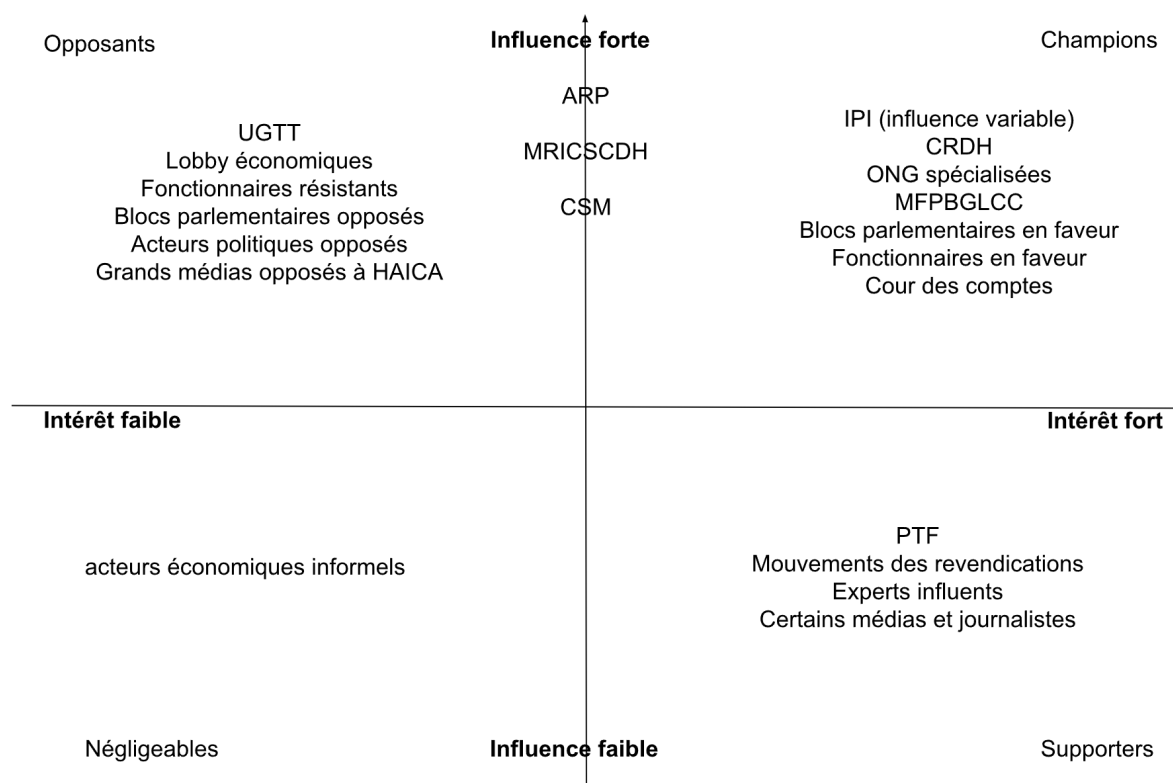 Opposants
Influence forte
Champions
ARP
MRICSCDH
CSM
UGTT
Lobby économiques
Fonctionnaires résistants
Blocs parlementaires opposés
Acteurs politiques opposés
Grands médias opposés à HAICA
IPI (influence variable)
CRDH
ONG spécialisées
MFPBGLCC
Blocs parlementaires en faveur
Fonctionnaires en faveur
Cour des comptes
Intérêt faible
Intérêt fort
acteurs économiques informels
PTF
Mouvements des revendications
Experts influents
Certains médias et journalistes
Négligeables
Influence faible
Supporters